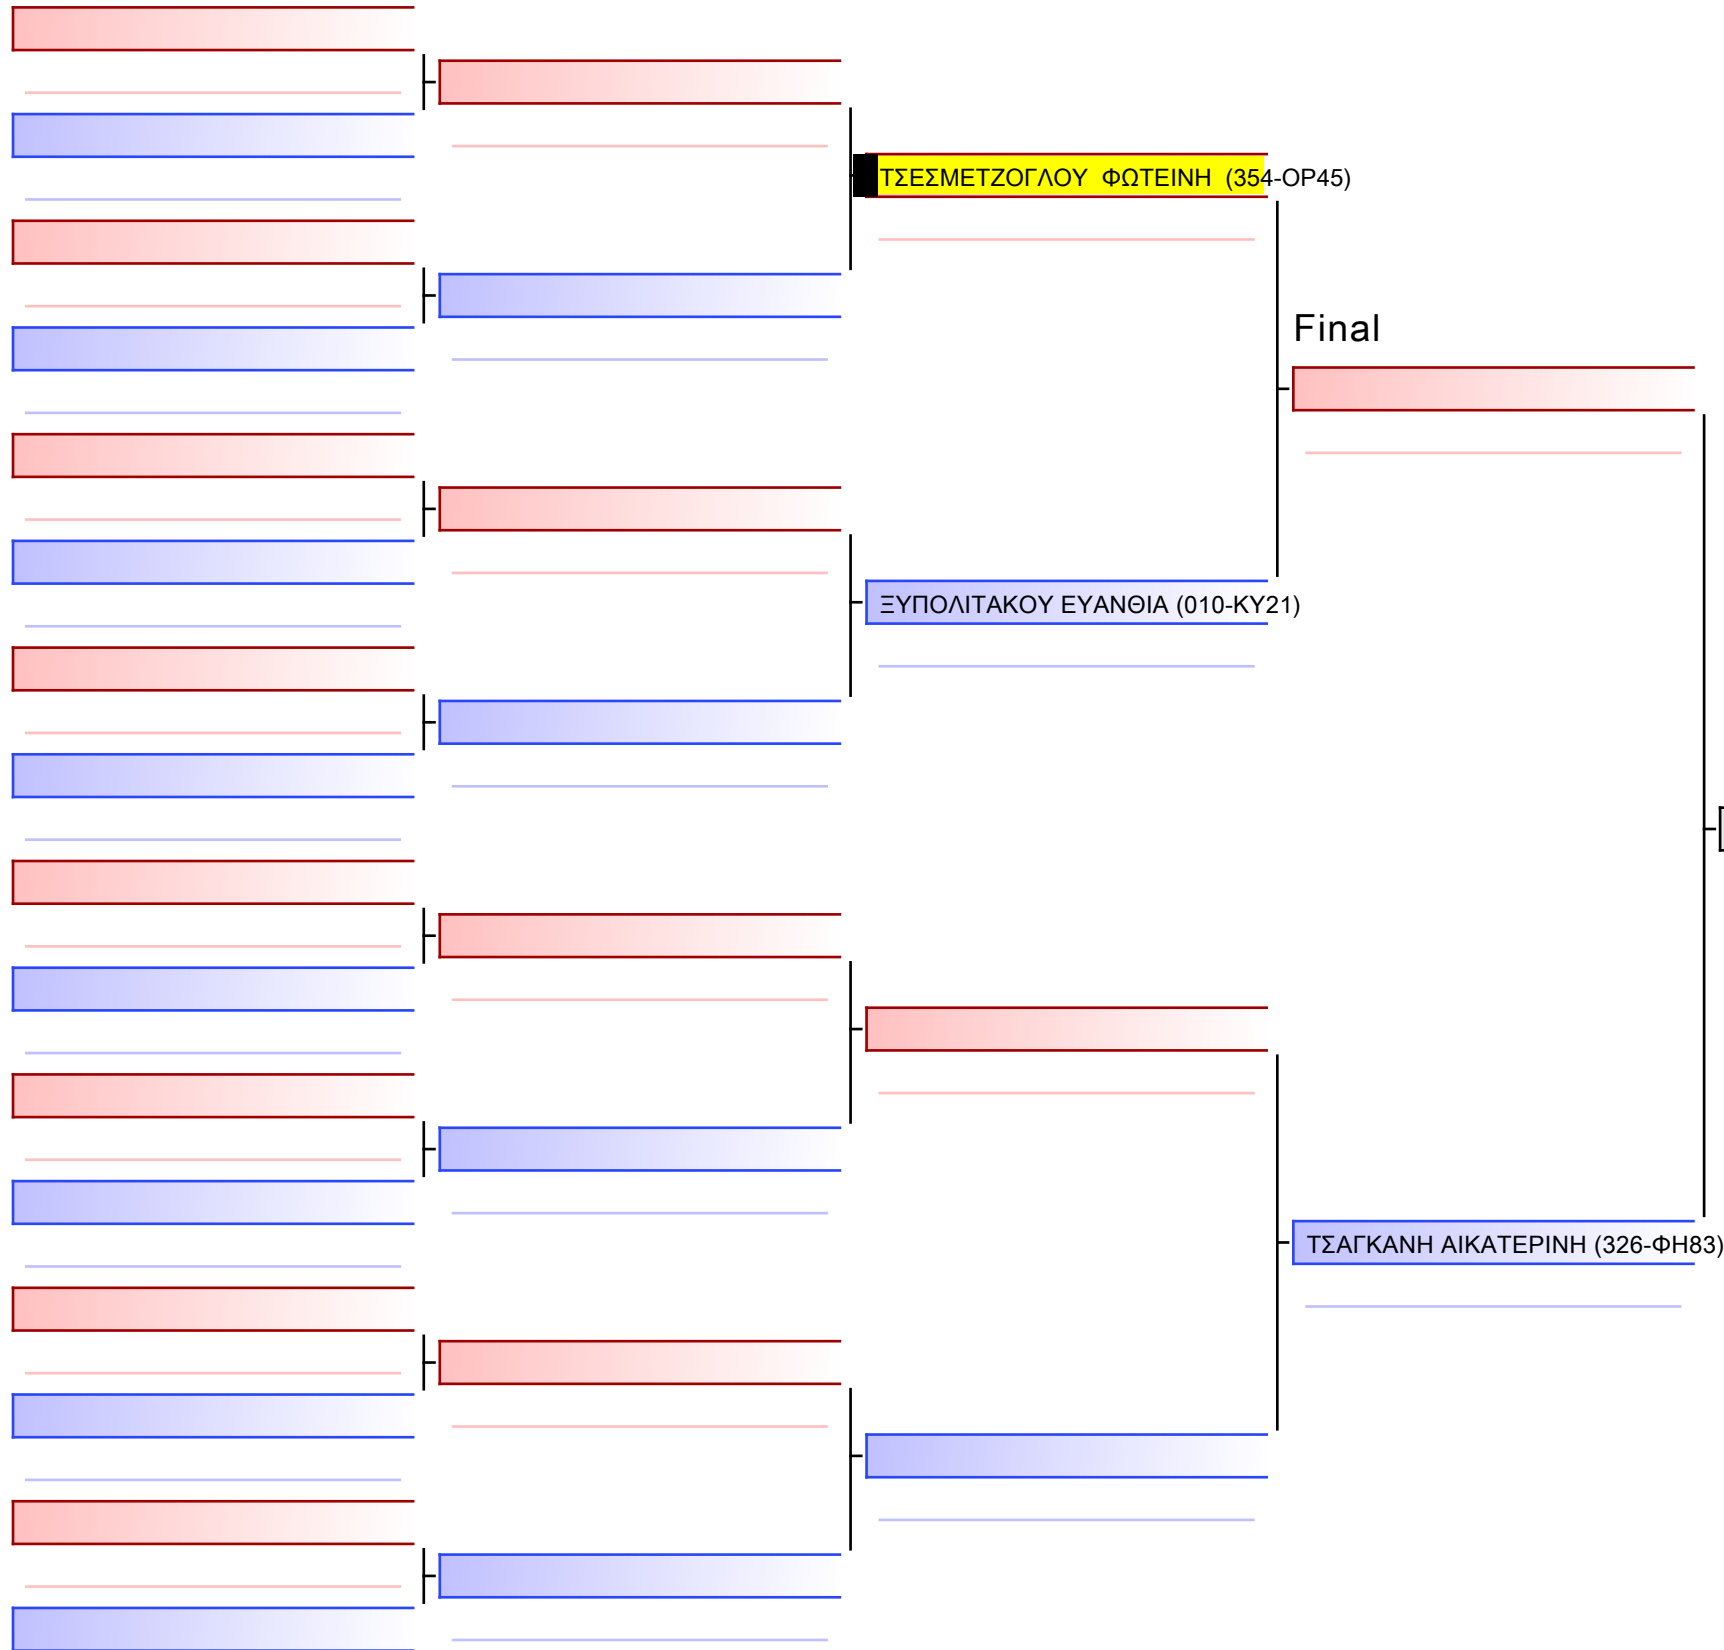 ΤΣΕΣΜΕΤΖΟΓΛΟΥ ΦΩΤΕΙΝΗ (354-ΟΡ45)
Final
ΞΥΠΟΛΙΤΑΚΟΥ ΕΥΑΝΘΙΑ (010-ΚΥ21)
ΤΣΑΓΚΑΝΗ ΑΙΚΑΤΕΡΙΝΗ (326-ΦΗ83)